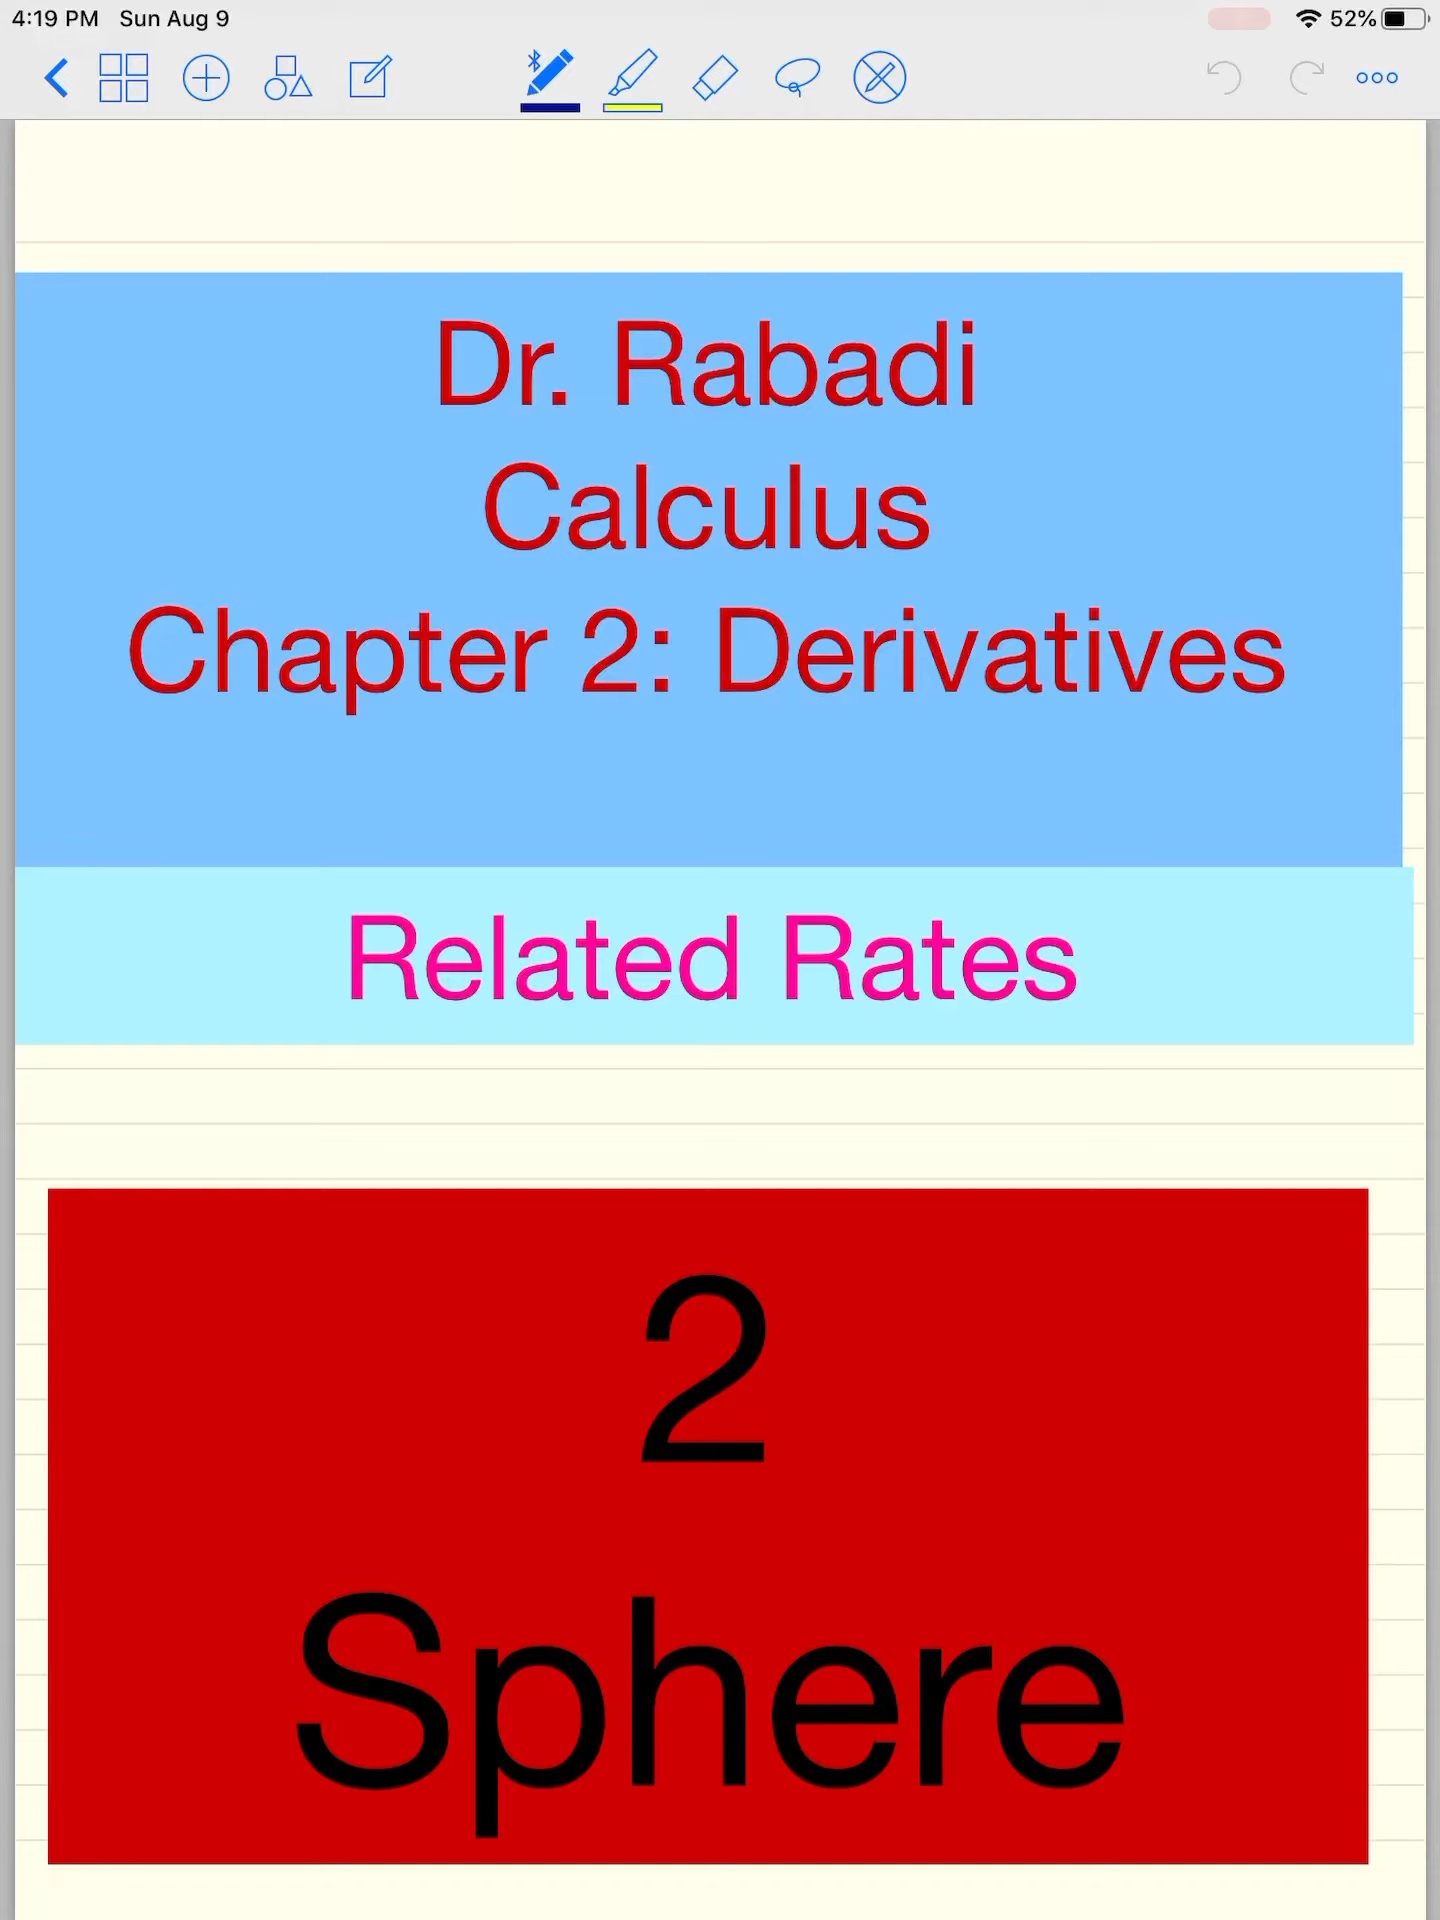 4:19 PM Sun Aug 9 52%
Dr. Rabadi
Calculus
Chapter 2: Derivatives
Related Rates
2
Sphere